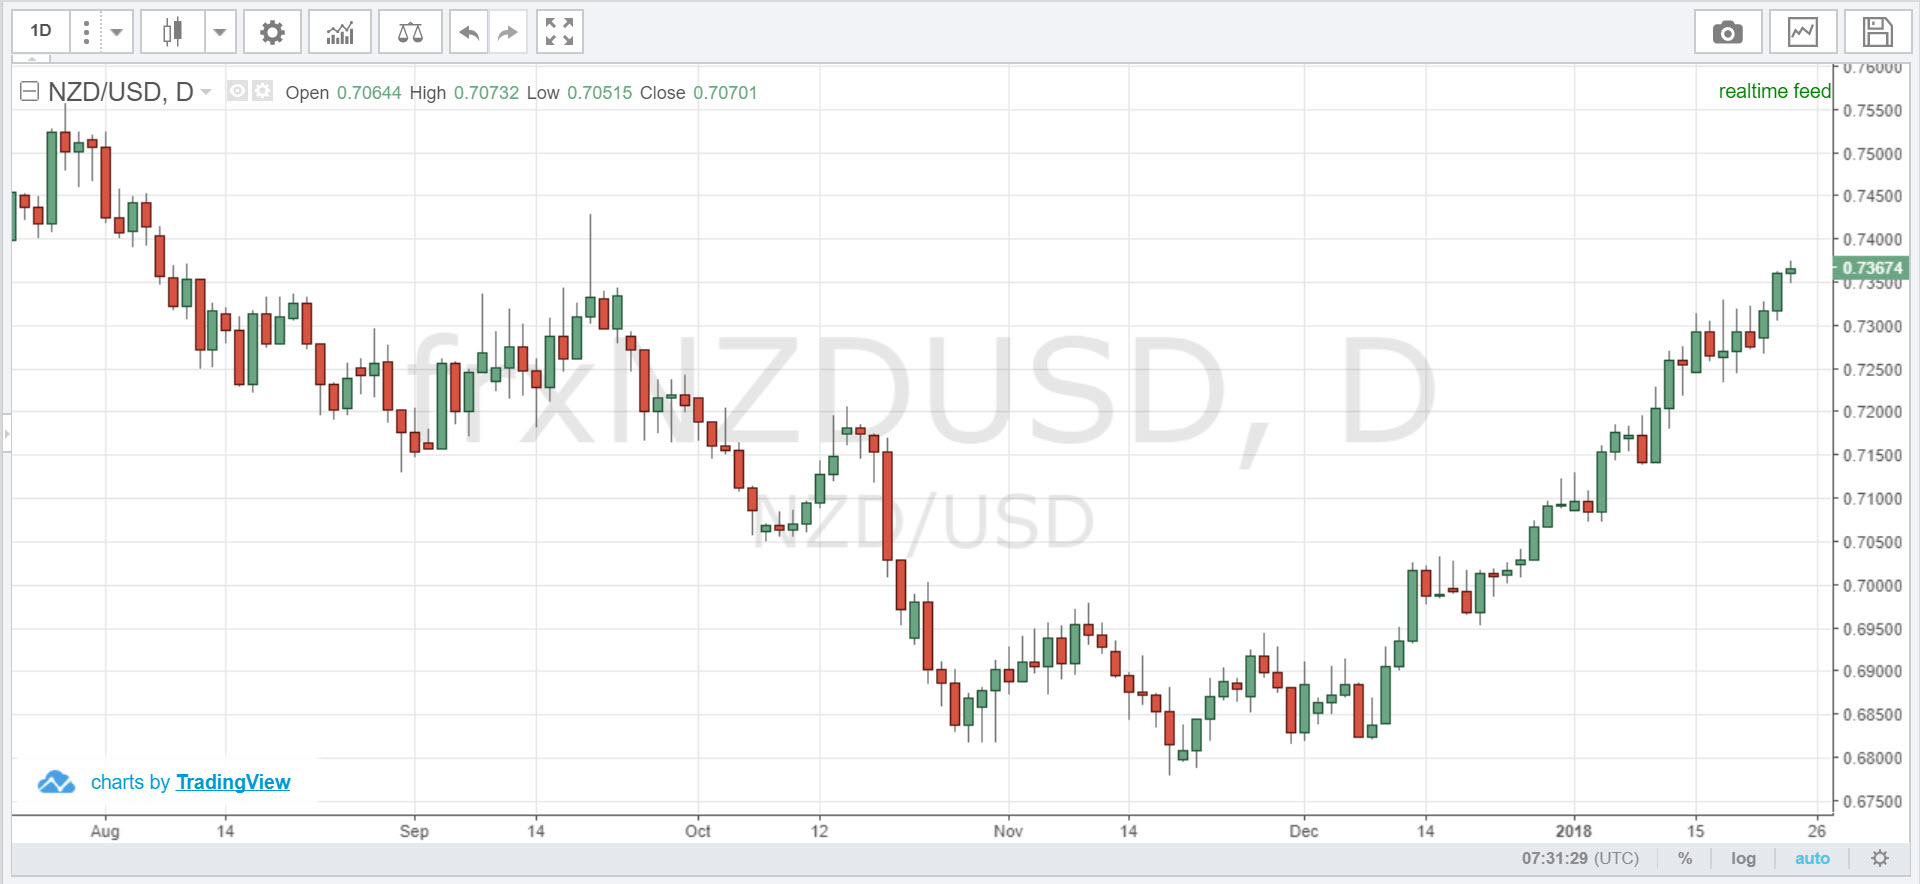 1D
NZD/USD, D Open 0.70644 High 0.70732 Low 0.70515 Close 0.70701
realtime feed
0.76000
0.75500
0.75000
0.74500
0.74000
0.73674
0.73500
0.73000
0.72500
0.72000
0.71500
0.71000
0.70500
0.70000
0.69500
0.69000
0.68500
0.68000
0.67500
frxNZDUSD, D
NZD/USD
charts by TradingView
Aug 14 Sep 14 Oct 12 Nov 14 Dec 14 2018 15 26
07:31:29 (UTC) % log auto